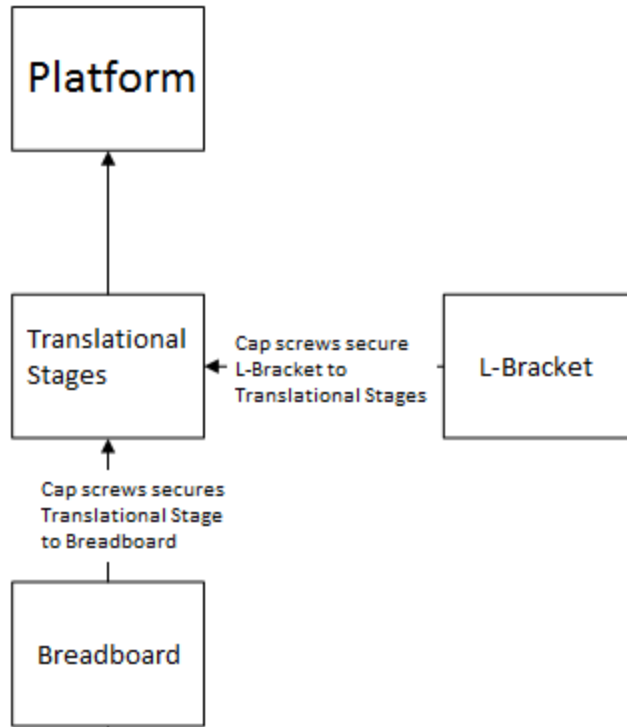 Platform
Translational
Stages
Cap screws secure
L-Bracket to
Translational Stages
L-Bracket
Cap screws secures
Translational Stage
to Breadboard
Breadboard